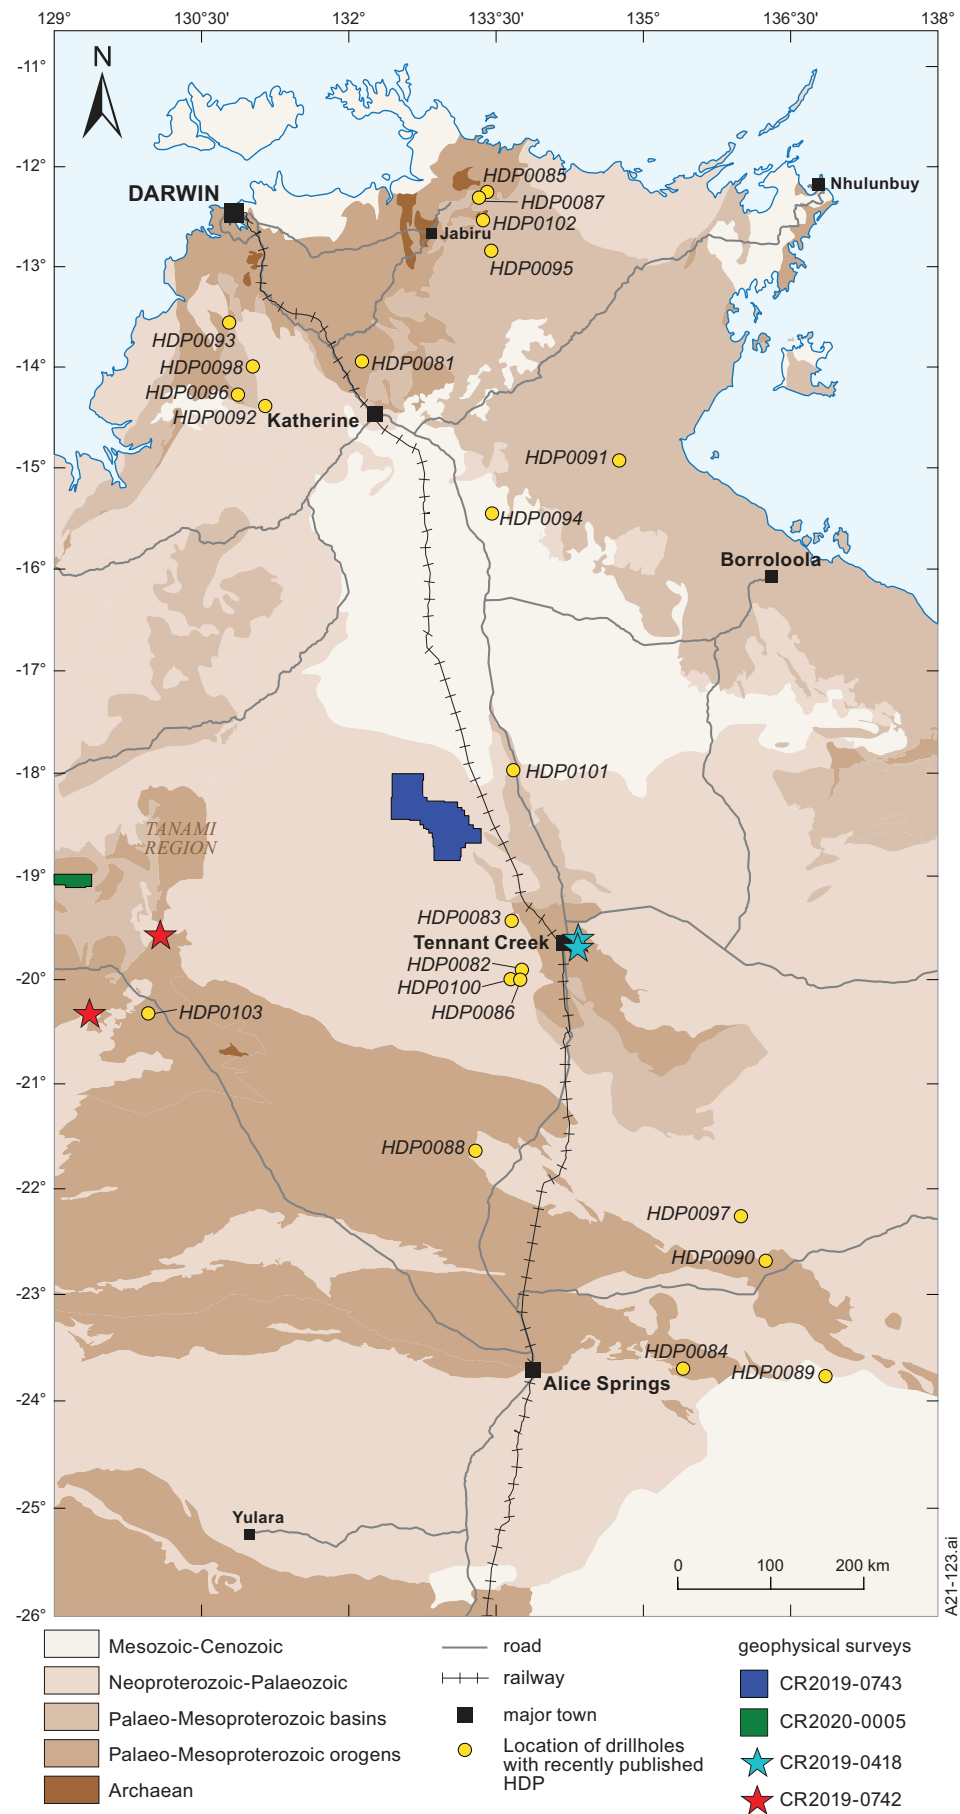 129 130°30' 132 133°30' 135° 136°30' 138°
N
-11°
-12°
-13°
-14°
-15°
-16°
-17°
-18°
-19°
-20°
-21°
-22°
-23°
-24°
-25°
-26°
DARWIN
HDP0085
HDP0087
HDP0102
Jabiru
HDP0095
Nhulunbuy
HDP0093
HDP0098
HDP0096
HDP0092
HDP0081
Katherine
HDP0091
HDP0094
Borroloola
HDP0101
TANAMI
REGION
HDP0083
Tennant Creek
HDP0082
HDP0100
HDP0086
HDP0103
HDP0088
HDP0097
HDP0090
HDP0084
HDP0089
Alice Springs
Yulara
0 100 200 km
A21-123.ai
Mesozoic-Cenozoic
Neoproterozoic-Palaeozoic
Palaeo-Mesoproterozoic basins
Palaeo-Mesoproterozoic orogens
Archaean
road
railway
major town
Location of drillholes
with recently published
HDP
geophysical surveys
CR2019-0743
CR2020-0005
CR2019-0418
CR2019-0742